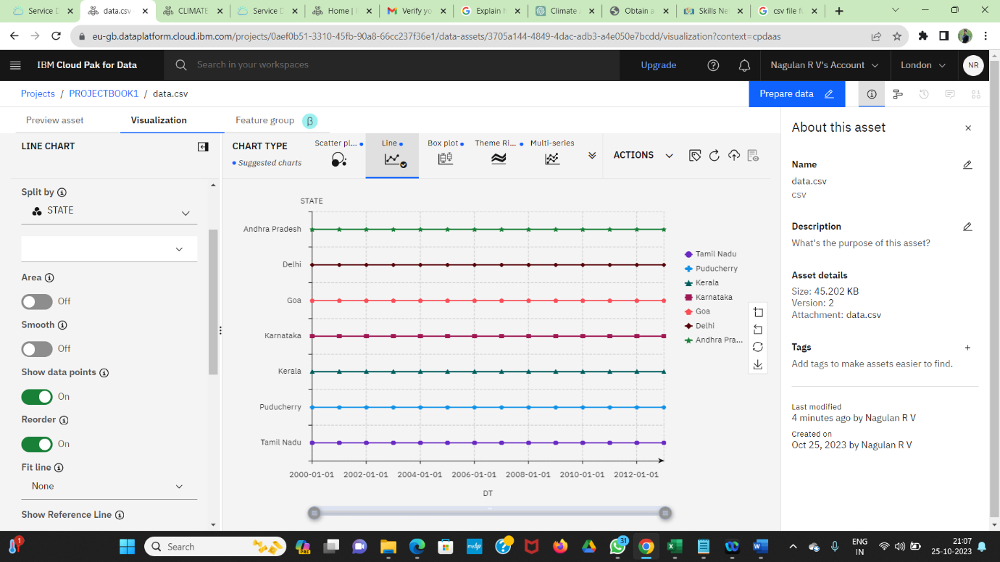 Service D
data.csv
CLIMATE
Service D
Home |
Verify yo
Explain h
Climate
Obtain a
Skills Ne
csv file f
eu-gb.dataplatform.cloud.ibm.com/projects/0aef0b51-3310-45fb-90a8-66cc237f36e1/data-assets/3705a144-4849-4dac-adb3-a4e050e7bcdd/visualization?context=cpdaas
IBM Cloud Pak for Data
Search in your workspaces
Upgrade
Nagulan R V's Account
London
NR
Projects / PROJECTBOOK1 / data.csv
Prepare data
Preview asset
Visualization
Feature group β
LINE CHART
Split by
STATE
Area
Off
Smooth
Off
Show data points
On
Reorder
On
Fit line
None
Show Reference Line
CHART TYPE
Suggested charts
Scatter pl...
Line
Box plot
Theme Ri...
Multi-series
ACTIONS
STATE
Andhra Pradesh
Delhi
Goa
Karnataka
Kerala
Puducherry
Tamil Nadu
2000-01-01 2002-01-01 2004-01-01 2006-01-01 2008-01-01 2010-01-01 2012-01-01
DT
Tamil Nadu
Puducherry
Kerala
Karnataka
Goa
Delhi
Andhra Pra...
About this asset
Name
data.csv
CSV
Description
What's the purpose of this asset?
Asset details
Size: 45.202 KB
Version: 2
Attachment: data.csv
Tags
Add tags to make assets easier to find.
Last modified
4 minutes ago by Nagulan R V
Created on
Oct 25, 2023 by Nagulan R V
1
Search
PRE
31
ENG
IN
21:07
25-10-2023